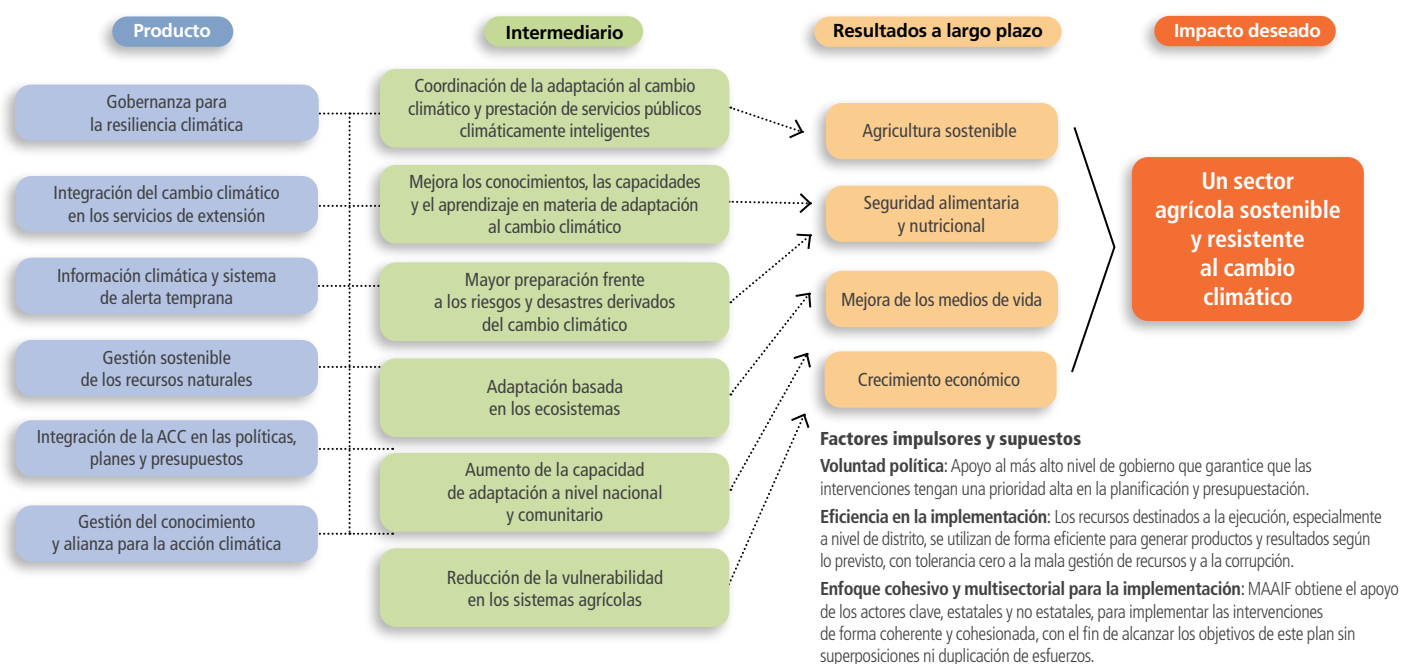 Producto
Intermediario
Resultados a largo plazo
Impacto deseado
Gobernanza para
la resiliencia climática
Integración del cambio climático
en los servicios de extensión
Información climática y sistema
de alerta temprana
Gestión sostenible
de los recursos naturales
Integración de la ACC en las políticas,
planes y presupuestos
Gestión del conocimiento
y alianza para la acción climática
Coordinación de la adaptación al cambio
climático y prestación de servicios públicos
climáticamente inteligentes
Mejora los conocimientos, las capacidades
y el aprendizaje en materia de adaptación
al cambio climático
Mayor preparación frente
a los riesgos y desastres derivados
del cambio climático
Adaptación basada
en los ecosistemas
Aumento de la capacidad
de adaptación a nivel nacional
y comunitario
Reducción de la vulnerabilidad
en los sistemas agrícolas
Agricultura sostenible
Seguridad alimentaria
y nutricional
Mejora de los medios de vida
Crecimiento económico
Un sector
agrícola sostenible
y resistente
al cambio
climático
Factores impulsores y supuestos
Voluntad política: Apoyo al más alto nivel de gobierno que garantice que las
intervenciones tengan una prioridad alta en la planificación y presupuestación.
Eficiencia en la implementación: Los recursos destinados a la ejecución, especialmente
a nivel de distrito, se utilizan de forma eficiente para generar productos y resultados según
lo previsto, con tolerancia cero a la mala gestión de recursos y a la corrupción.
Enfoque cohesivo y multisectorial para la implementación: MAAIF obtiene el apoyo
de los actores clave, estatales y no estatales, para implementar las intervenciones
de forma coherente y cohesionada, con el fin de alcanzar los objetivos de este plan sin
superposiciones ni duplicación de esfuerzos.